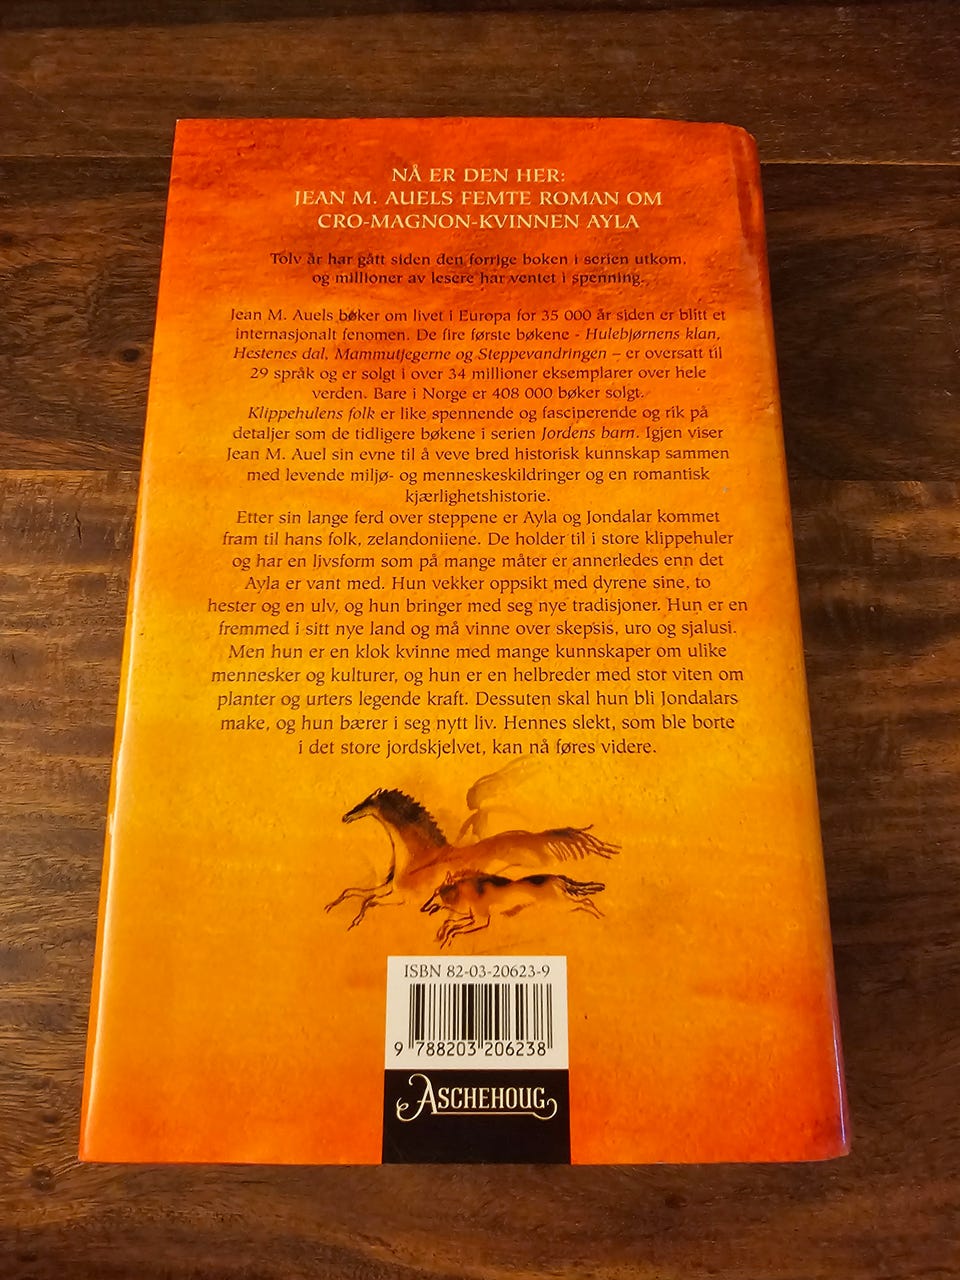 NÅ ER DEN HER:
JEAN M. AUELS FEMTE ROMAN OM
CRO-MAGNON-KVINNEN AYLA
Tolv år har gått siden den forrige boken i serien utkom,
og millioner av lesere har ventet i spenning.
Jean M. Auels bøker om livet i Europa for 35 000 år siden er blitt et
internasjonalt fenomen. De fire første bøkene - Hulebjørnens klan,
Hestenes dal, Mammutjegerne og Steppevandringen – er oversatt til
29 språk og er solgt i over 34 millioner eksemplarer over hele
verden. Bare i Norge er 408 000 bøker solgt.
Klippehulens folk er like spennende og fascinerende og rik på
detaljer som de tidligere bøkene i serien Jordens barn. Igjen viser
Jean M. Auel sin evne til å veve bred historisk kunnskap sammen
med levende miljø- og menneskeskildringer og en romantisk
kjærlighetshistorie.
Etter sin lange ferd over steppene er Ayla og Jondalar kommet
fram til hans folk, zelandoniiene. De holder til i store klippehuler
og har en livsform som på mange måter er annerledes enn det
Ayla er vant med. Hun vekker oppsikt med dyrene sine, to
hester og en ulv, og hun bringer med seg nye tradisjoner. Hun er en
fremmed i sitt nye land og må vinne over skepsis, uro og sjalusi.
Men hun er en klok kvinne med mange kunnskaper om ulike
mennesker og kulturer, og hun er en helbreder med stor viten om
planter og urters legende kraft. Dessuten skal hun bli Jondalars
make, og hun bærer i seg nytt liv. Hennes slekt, som ble borte
i det store jordskjelvet, kan nå føres videre.
ISBN 82-03-20623-9
9 788203 206238
ASCHEHOUG